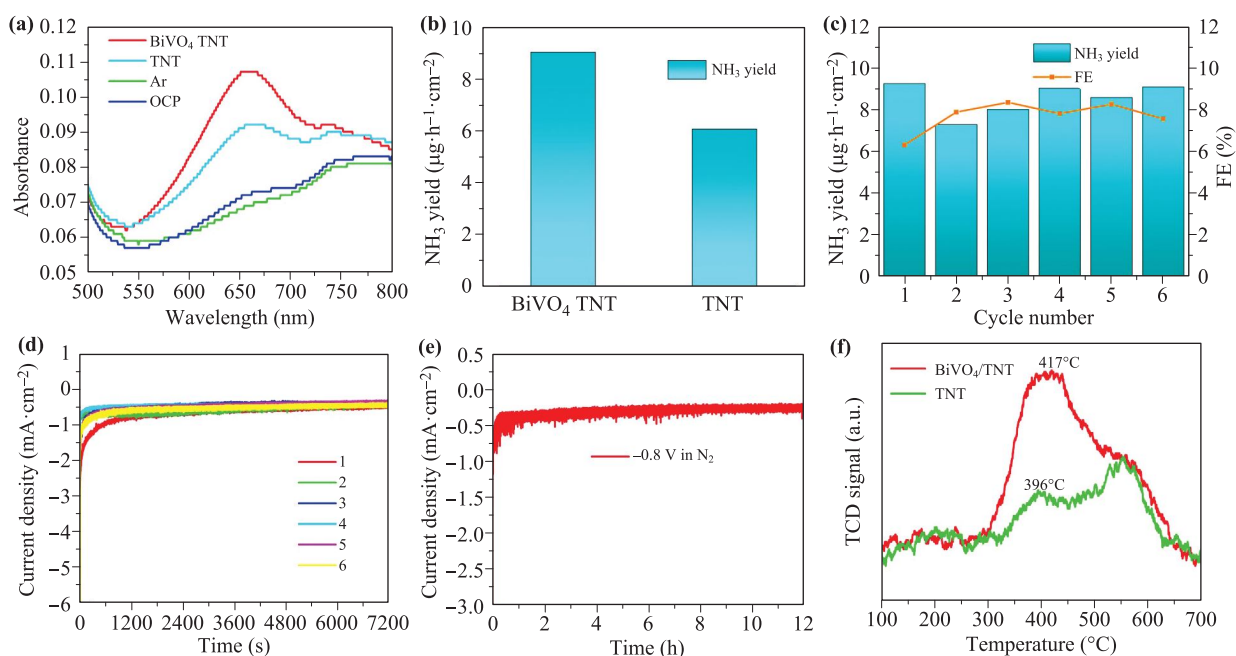 (a)
0.12
0.11
0.10
0.09
0.08
0.07
0.06
0.05
Absorbance
BiVO₄ TNT
TNT
Ar
OCP
500 550 600 650 700 750 800
Wavelength (nm)
(b)
10
8
6
4
2
0
NH₃ yield (μg·h⁻¹·cm⁻²)
NH₃ yield
BiVO₄ TNT TNT
(c)
12
10
8
6
4
2
0
NH₃ yield (μg·h⁻¹·cm⁻²)
NH₃ yield
FE
12
10
8
6
4
2
0
FE (%)
1 2 3 4 5 6
Cycle number
(d)
1
0
−1
−2
−3
−4
−5
−6
Current density (mA·cm⁻²)
1
2
3
4
5
6
0 1200 2400 3600 4800 6000 7200
Time (s)
(e)
0.5
0.0
−0.5
−1.0
−1.5
−2.0
−2.5
−3.0
Current density (mA·cm⁻²)
−0.8 V in N₂
0 2 4 6 8 10 12
Time (h)
(f)
BiVO₄/TNT
TNT
417°C
396°C
TCD signal (a.u.)
100 200 300 400 500 600 700
Temperature (°C)